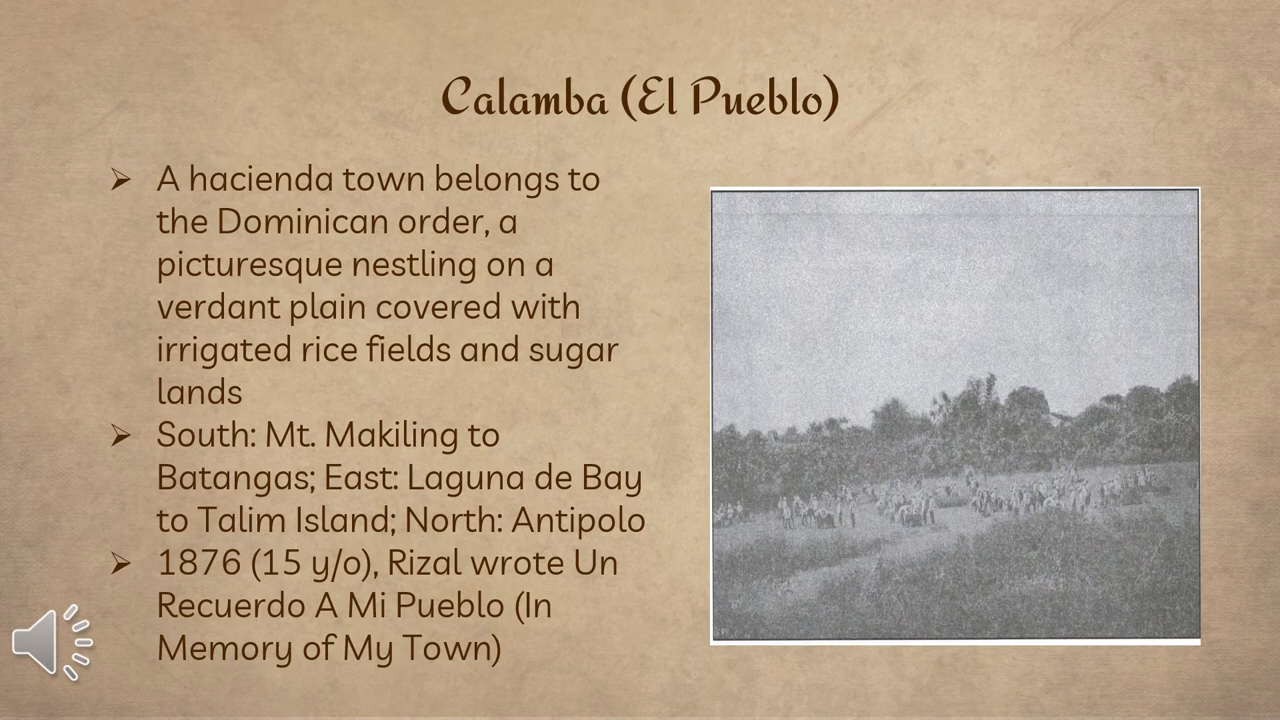 Calamba (El Pueblo)
➢ A hacienda town belongs to
the Dominican order, a
picturesque nestling on a
verdant plain covered with
irrigated rice fields and sugar
lands
➢ South: Mt. Makiling to
Batangas; East: Laguna de Bay
to Talim Island; North: Antipolo
➢ 1876 (15 y/o), Rizal wrote Un
Recuerdo A Mi Pueblo (In
Memory of My Town)